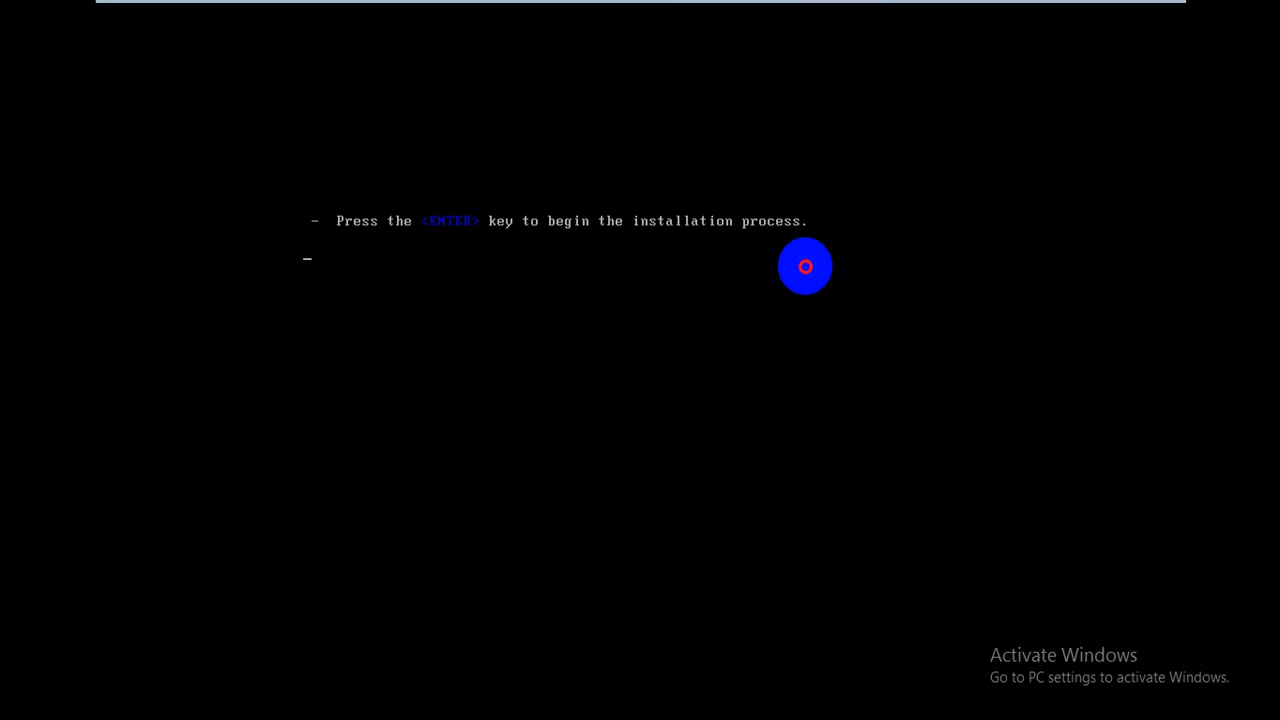 - Press the <ENTER> key to begin the installation process.
_
Activate Windows
Go to PC settings to activate Windows.